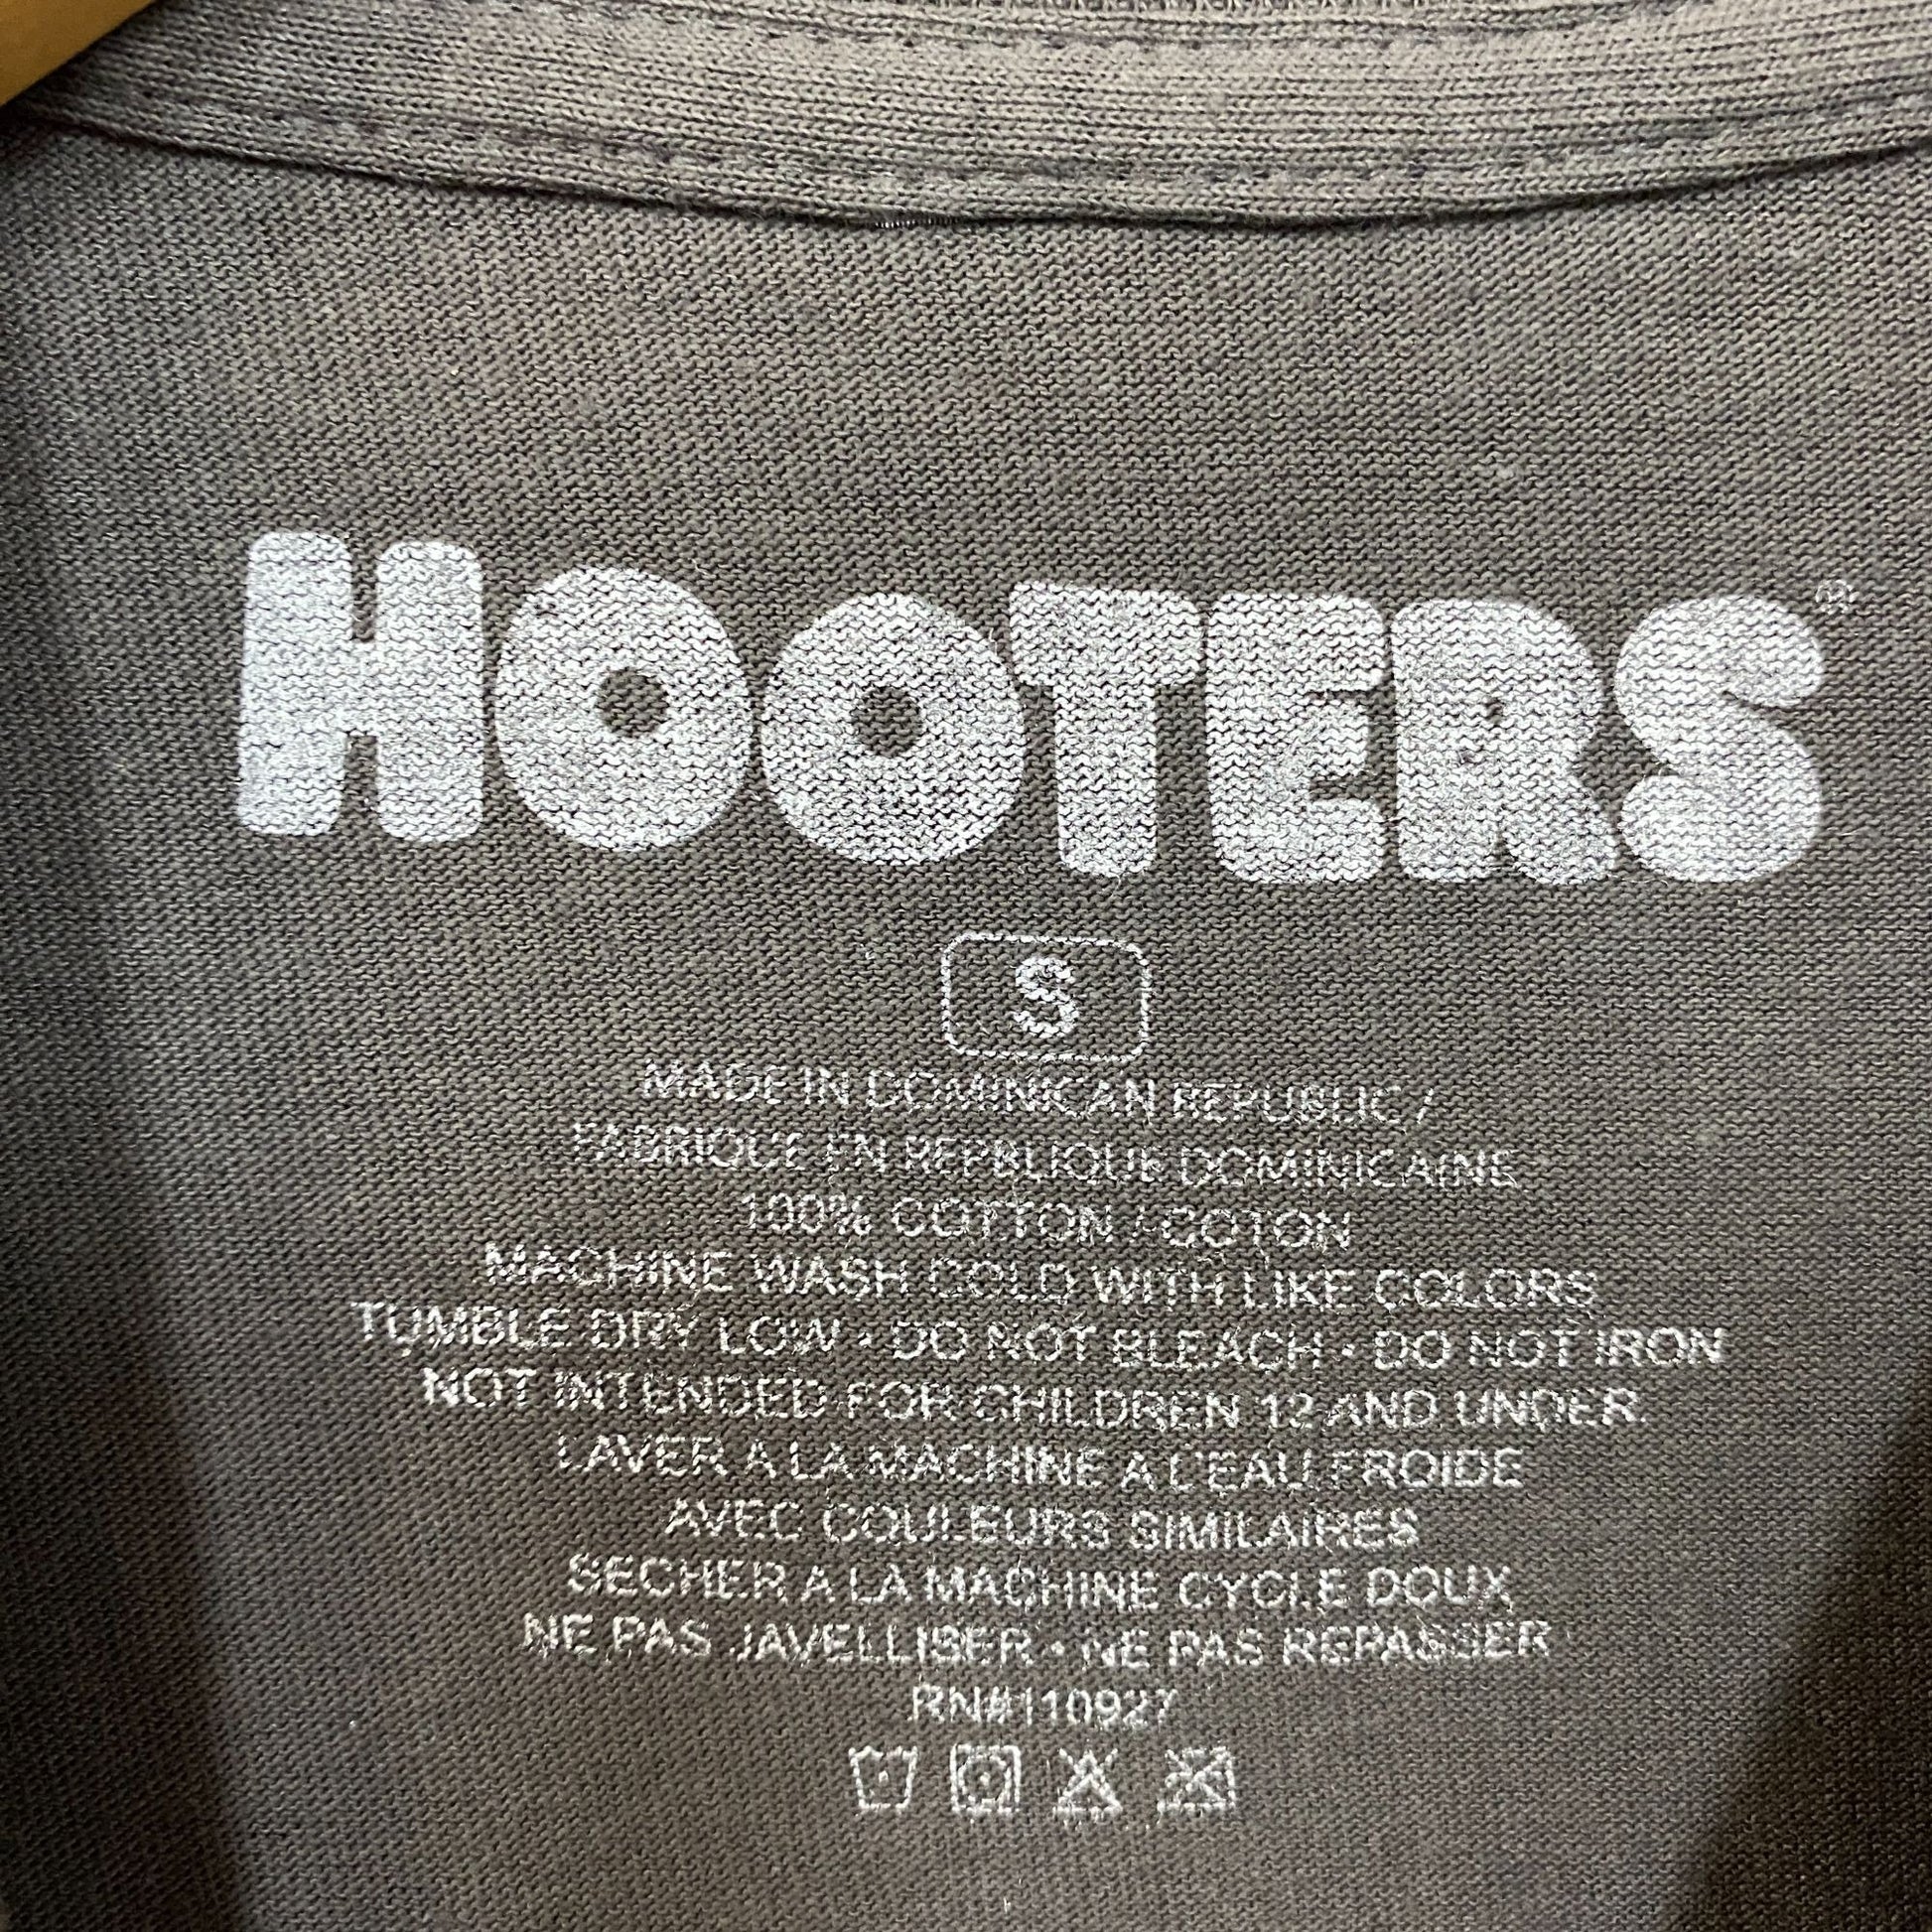 HOOTERS®
S
MADE IN DOMINICAN REPUBLIC /
FABRIQUE EN REPBLIQUE DOMINICAINE
100% COTTON / COTON
MACHINE WASH COLD WITH LIKE COLORS
TUMBLE DRY LOW • DO NOT BLEACH • DO NOT IRON
NOT INTENDED FOR CHILDREN 12 AND UNDER.
LAVER A LA MACHINE A L'EAU FROIDE
AVEC COULEURS SIMILAIRES
SECHER A LA MACHINE CYCLE DOUX
NE PAS JAVELLISER • NE PAS REPASSER
RN#110927